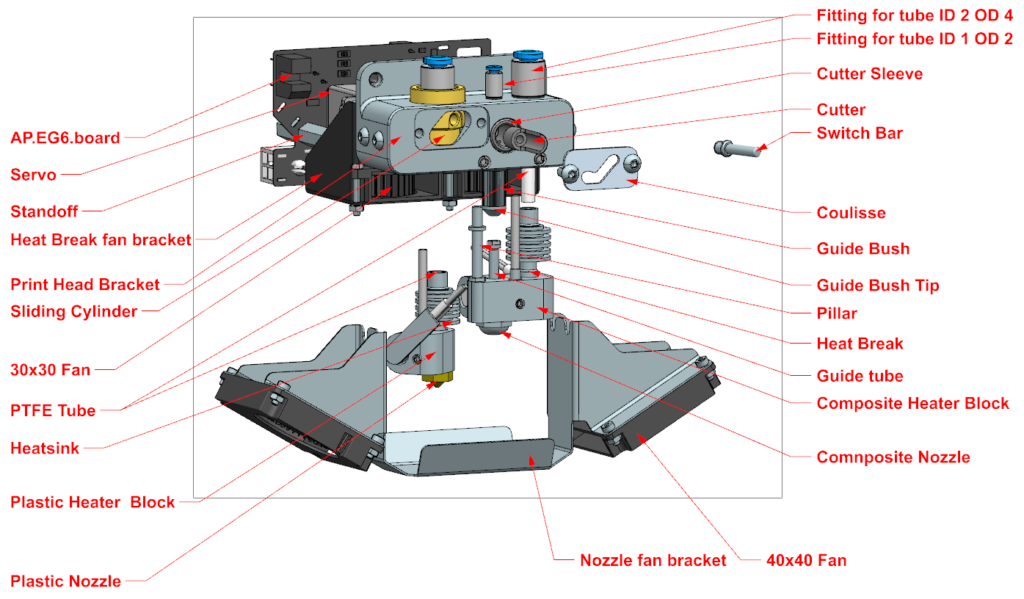 Fitting for tube ID 2 OD 4
Fitting for tube ID 1 OD 2
Cutter Sleeve
Cutter
Switch Bar
Coulisse
Guide Bush
Guide Bush Tip
Pillar
Heat Break
Guide tube
Composite Heater Block
Comnposite Nozzle
AP.EG6.board
Servo
Standoff
Heat Break fan bracket
Print Head Bracket
Sliding Cylinder
30x30 Fan
PTFE Tube
Heatsink
Plastic Heater Block
Plastic Nozzle
Nozzle fan bracket
40x40 Fan